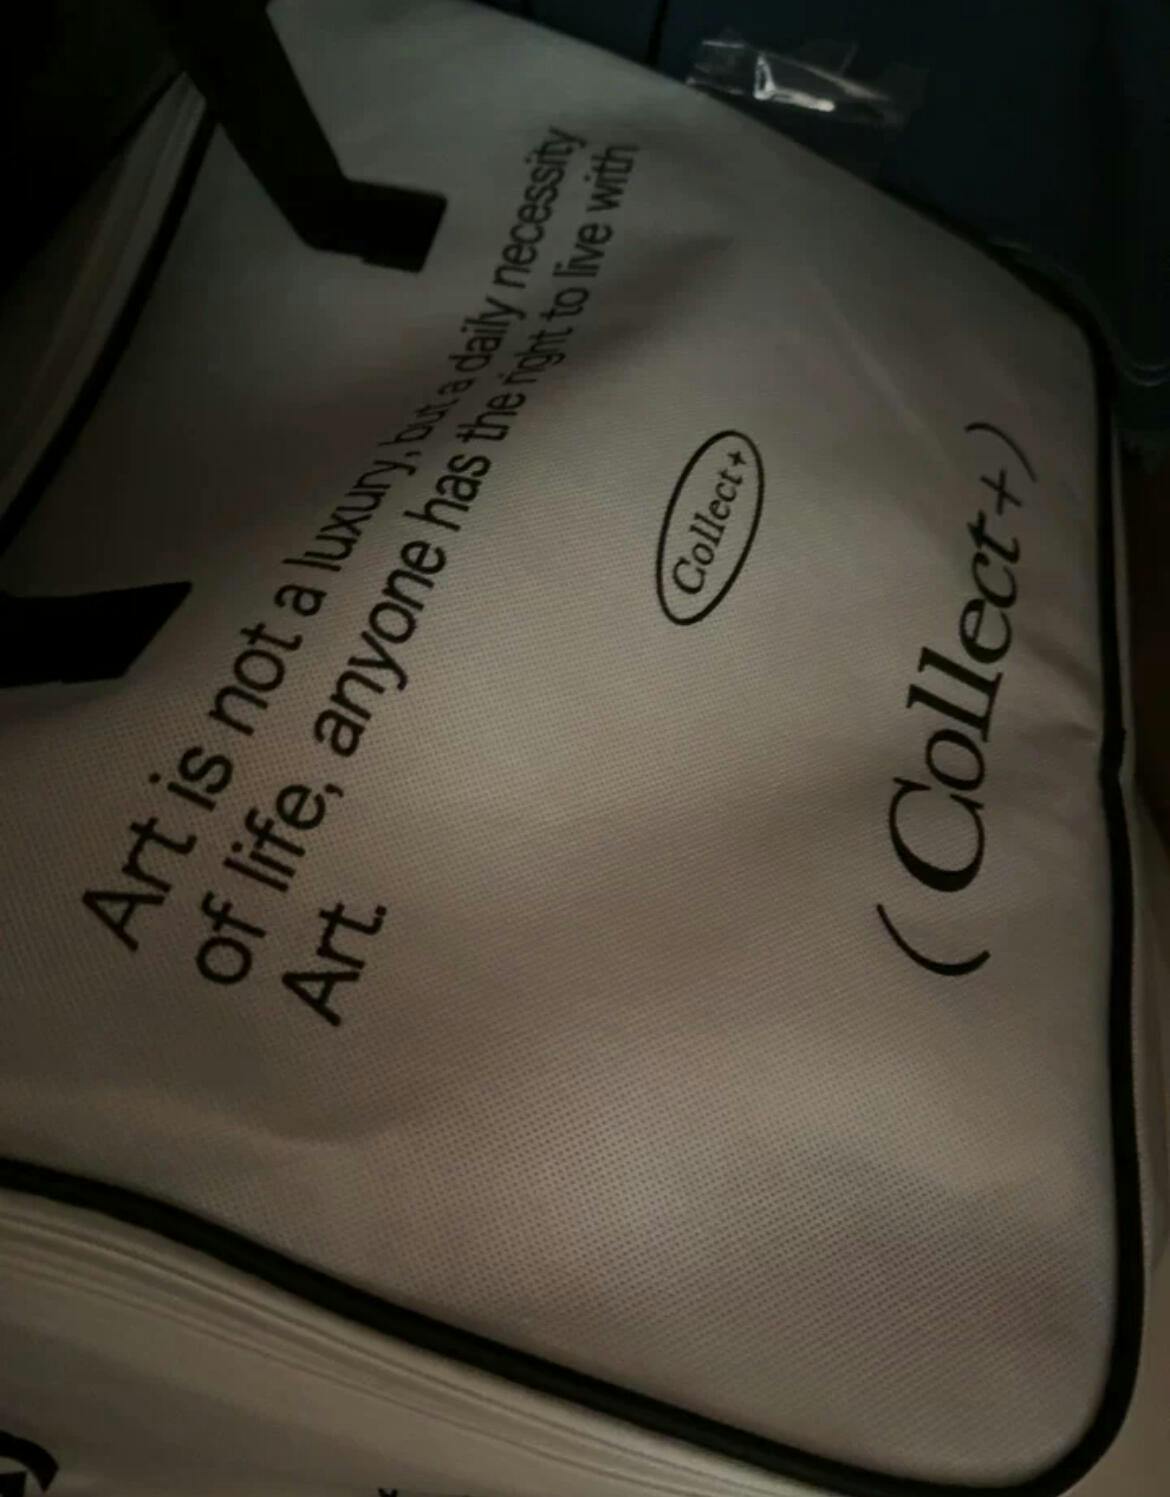 Art is not a luxury, but a daily necessity
of life, anyone has the right to live with
Art.
Collect+
( Collect+)